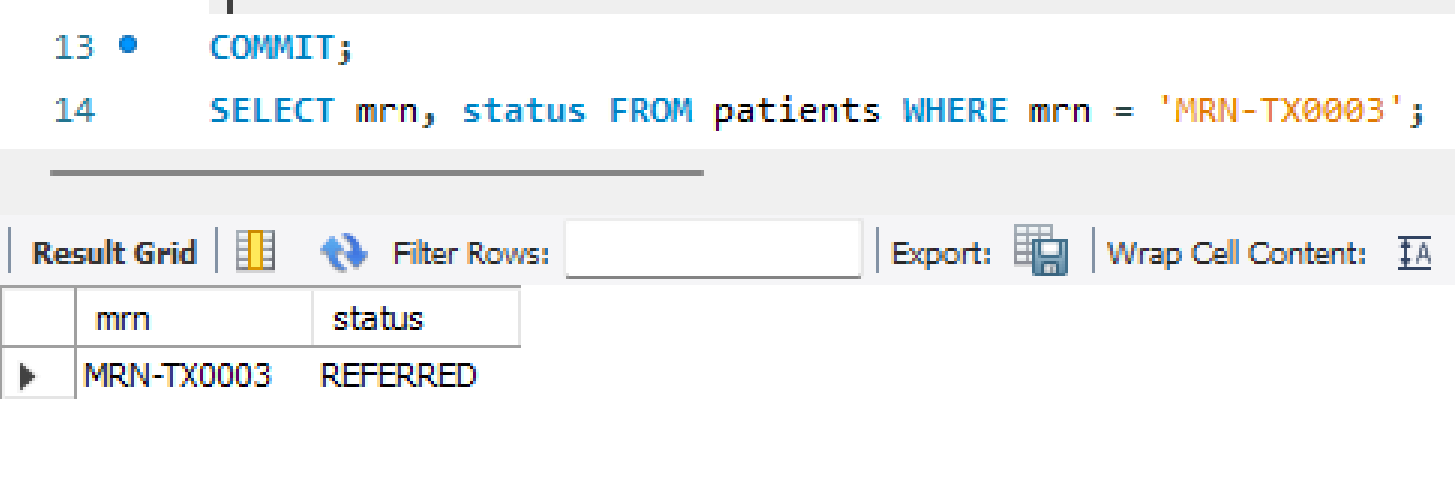 13 COMMIT;
14 SELECT mrn, status FROM patients WHERE mrn = 'MRN-TX0003';
Result Grid Filter Rows: Export: Wrap Cell Content: A
mrn status
MRN-TX0003 REFERRED